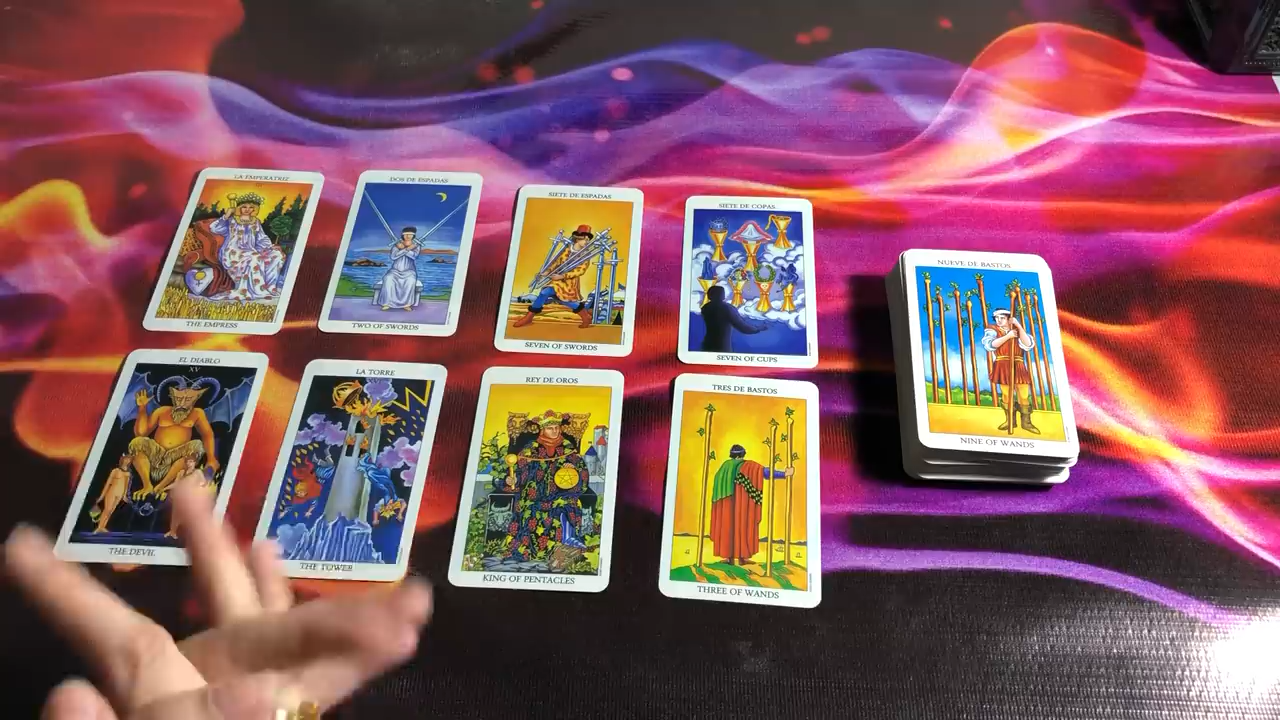 LA EMPERATRIZ
III
THE EMPRESS
DOS DE ESPADAS
TWO OF SWORDS
SIETE DE ESPADAS
SEVEN OF SWORDS
SIETE DE COPAS
SEVEN OF CUPS
NUEVE DE BASTOS
NINE OF WANDS
EL DIABLO
XV
THE DEVIL
LA TORRE
THE TOWER
REY DE OROS
KING OF PENTACLES
TRES DE BASTOS
THREE OF WANDS